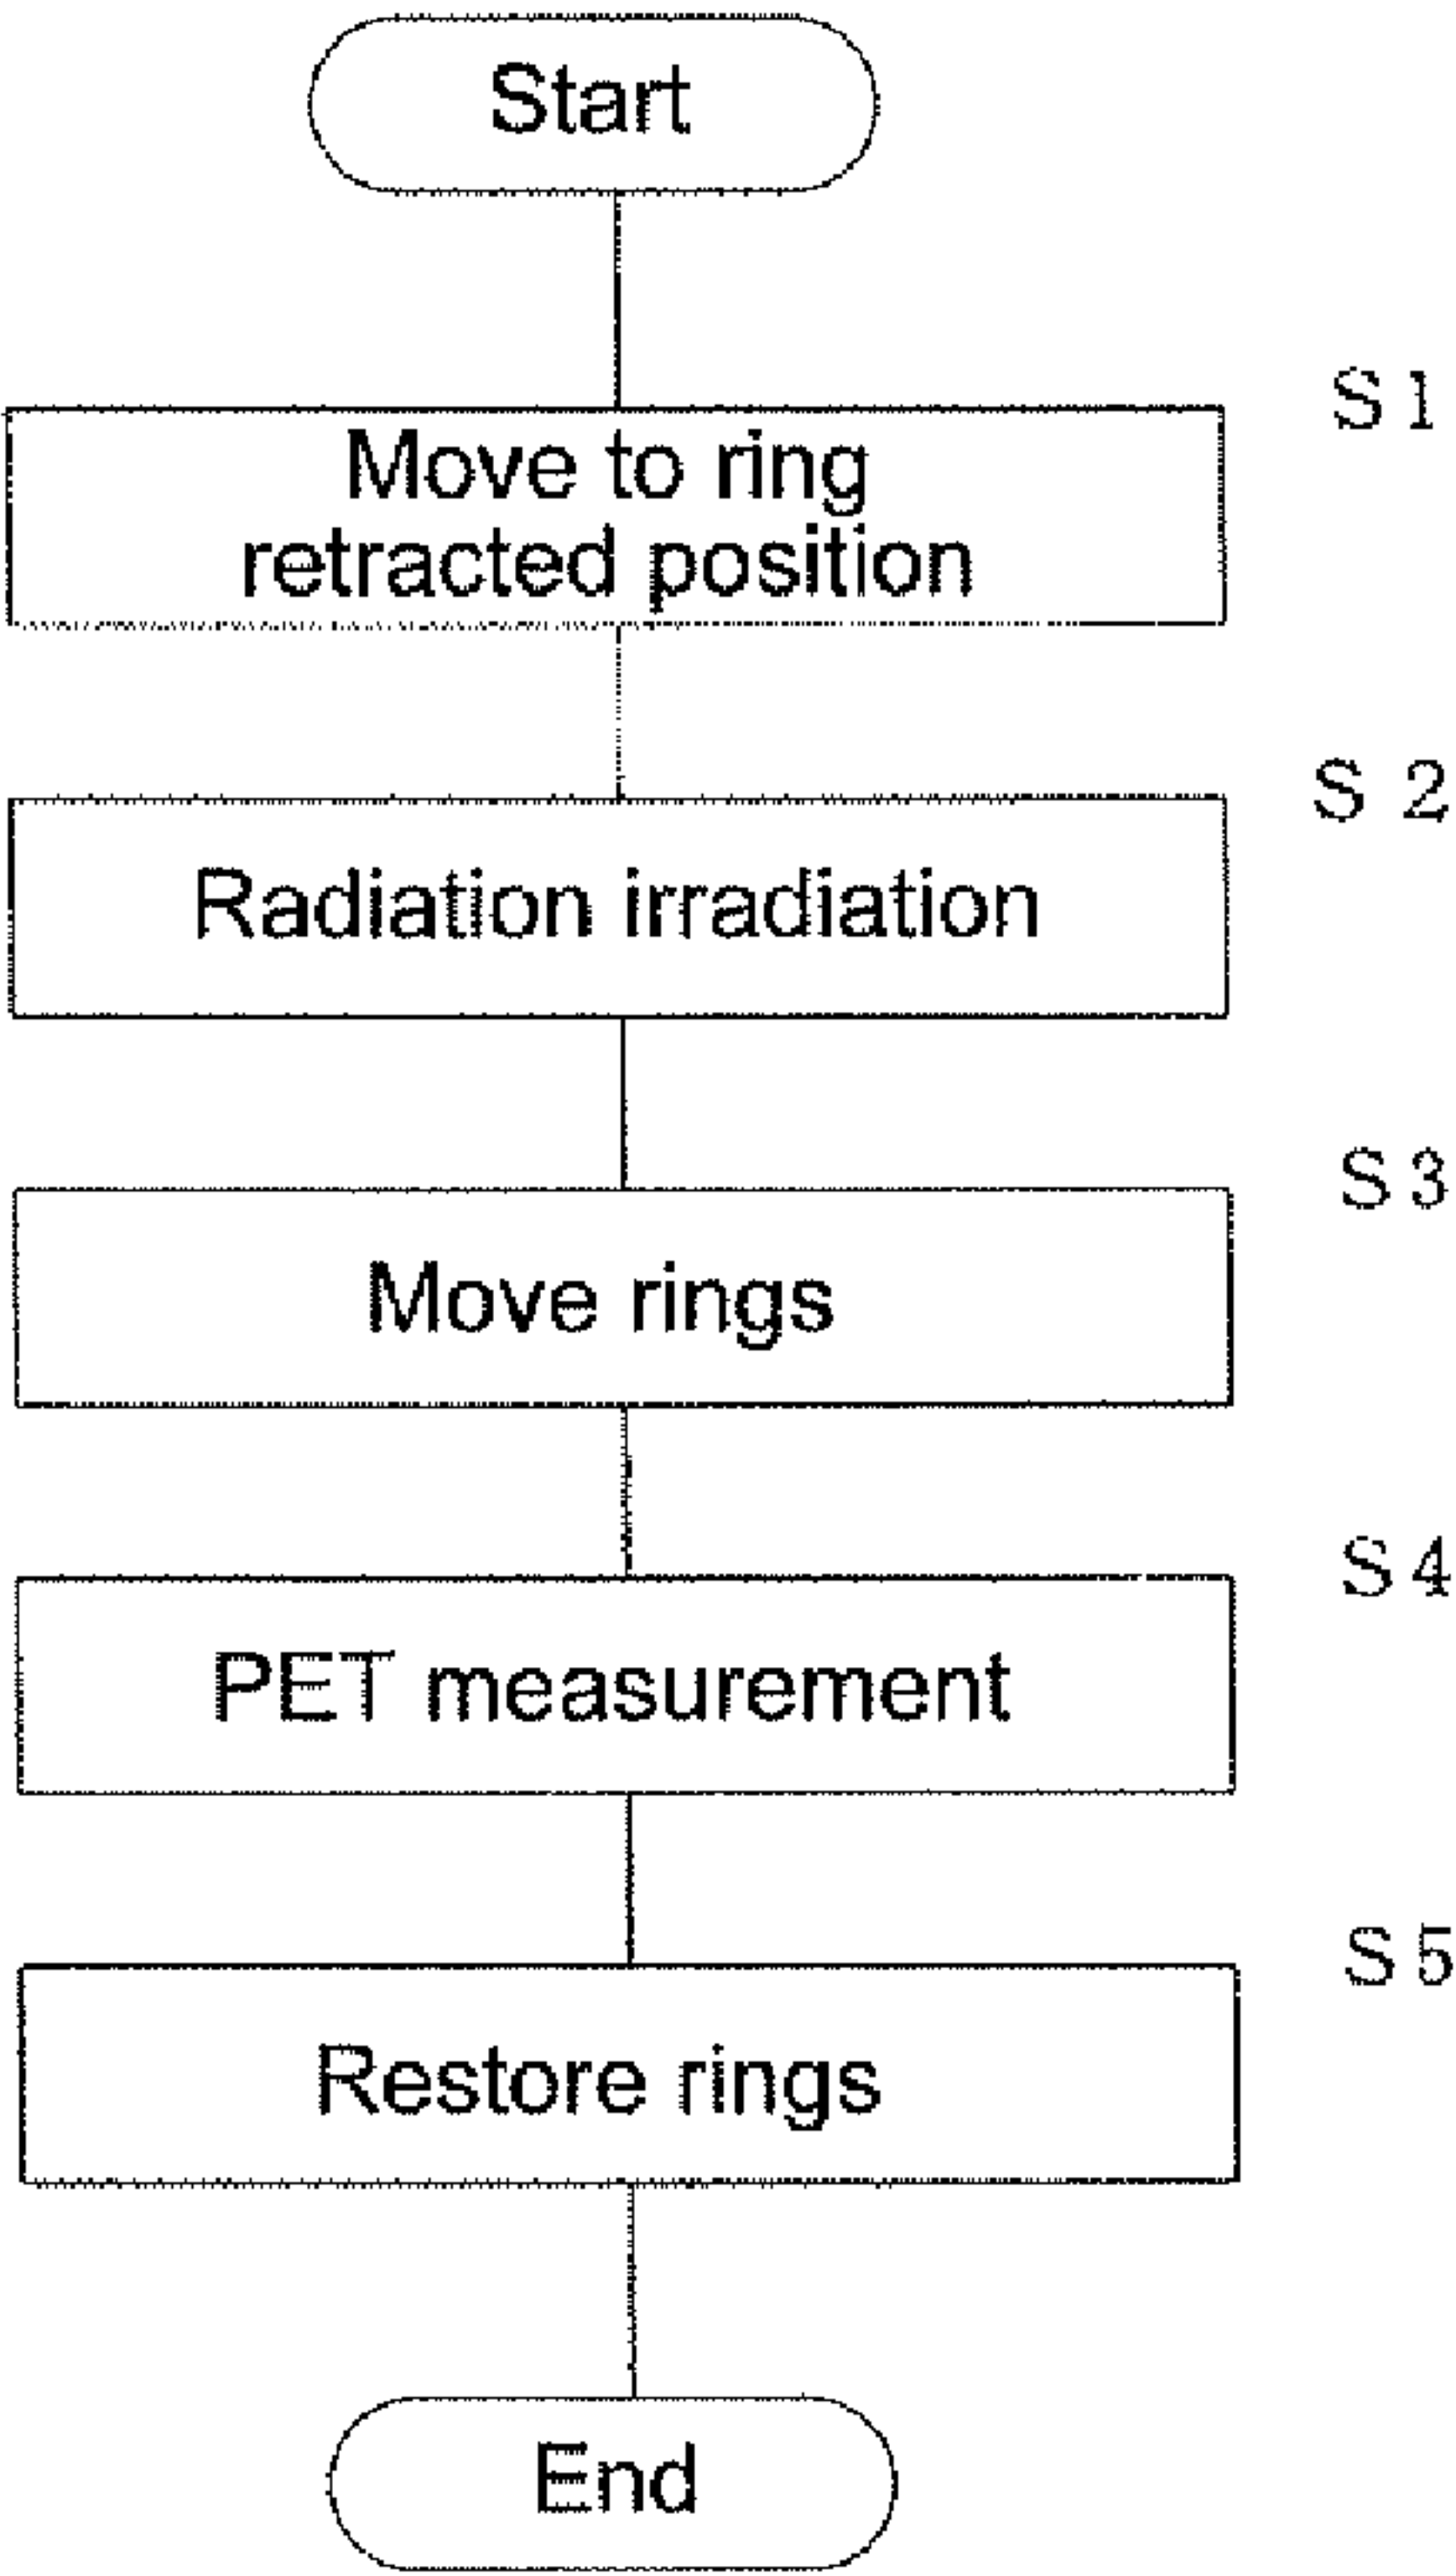 Start
S1
Move to ring
retracted position
S2
Radiation irradiation
S3
Move rings
S4
PET measurement
S5
Restore rings
End